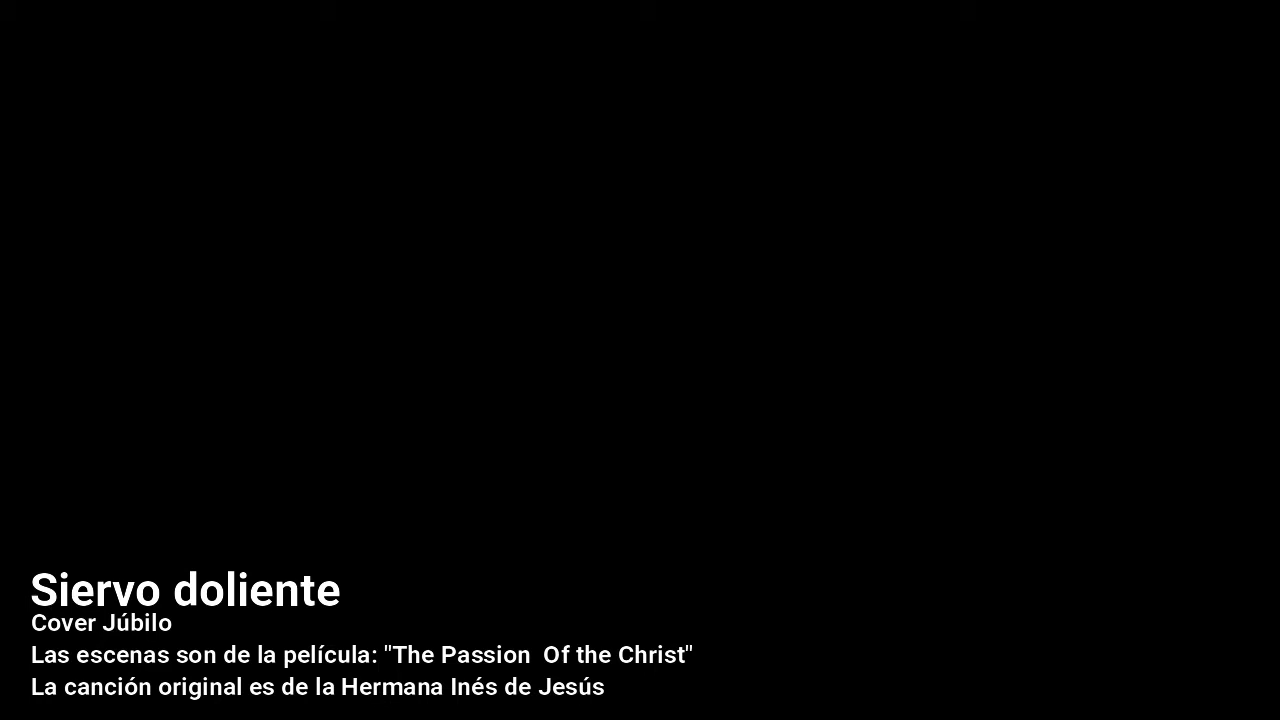 Siervo doliente
Cover Júbilo
Las escenas son de la película: "The Passion  Of the Christ"
La canción original es de la Hermana Inés de Jesús